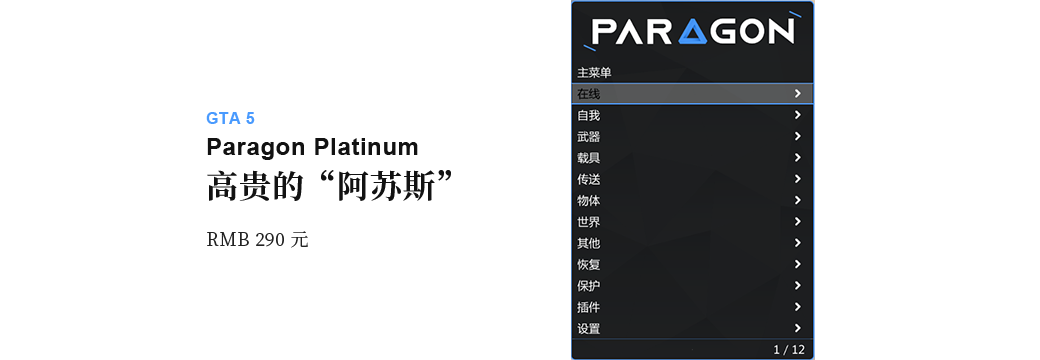 GTA 5
Paragon Platinum
高贵的“阿苏斯”
RMB 290 元
PARAGON
主菜单
在线
自我
武器
载具
传送
物体
世界
其他
恢复
保护
插件
设置
1 / 12